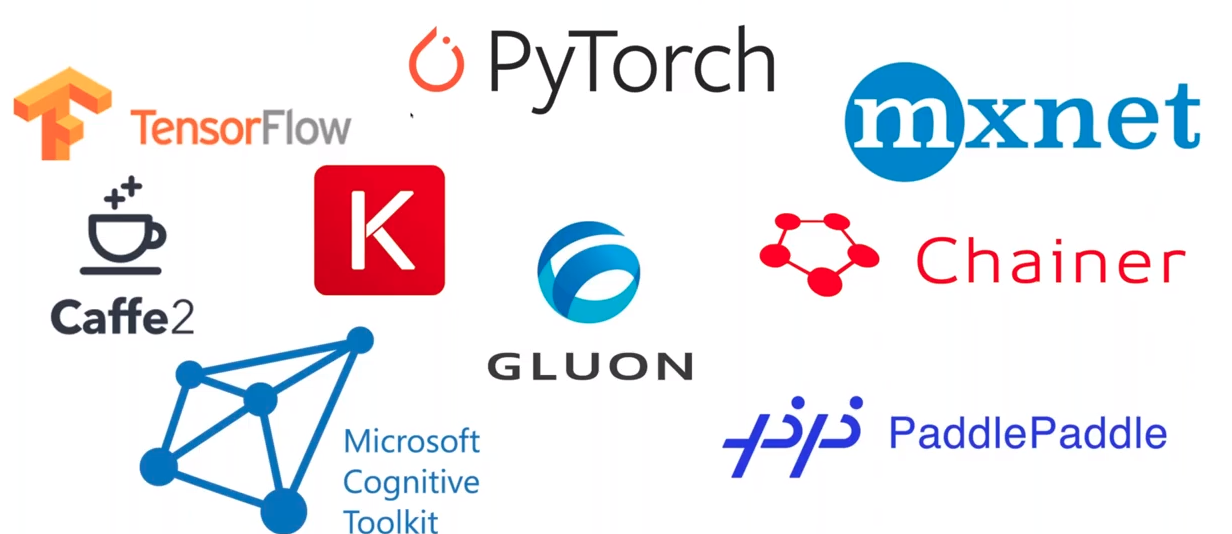 PyTorch
TensorFlow
mxnet
K
Caffe2
Chainer
GLUON
Microsoft
Cognitive
Toolkit
PaddlePaddle